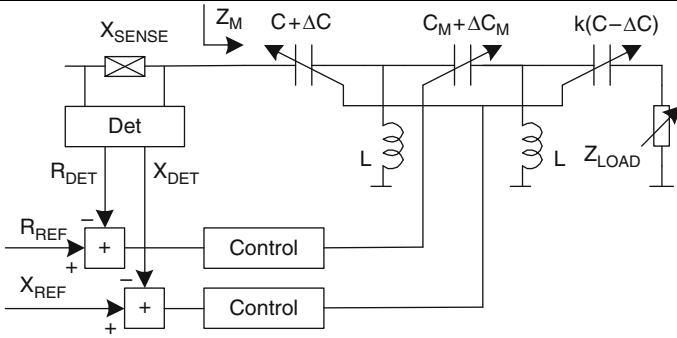 X_SENSE
Z_M
C+ΔC
C_M+ΔC_M
k(C−ΔC)
Det
L
L
Z_LOAD
R_DET
X_DET
−
R_REF
+
+
Control
−
X_REF
+
+
Control